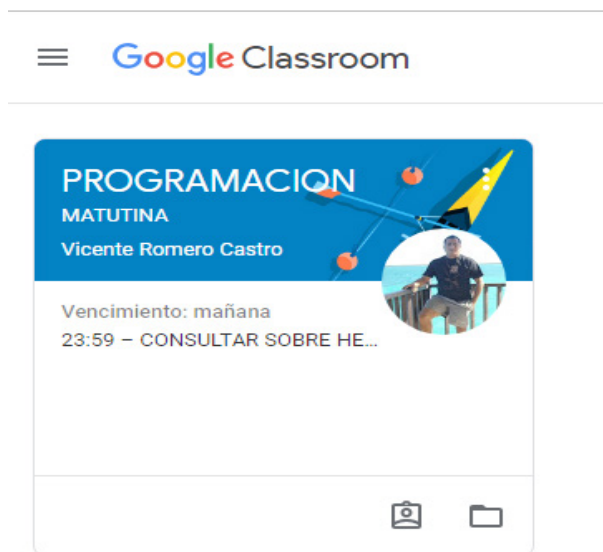 Google Classroom
PROGRAMACION
MATUTINA
Vicente Romero Castro
Vencimiento: mañana
23:59 – CONSULTAR SOBRE HE...